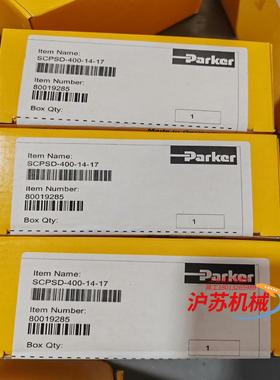 Item Name:
SCPSD-400-14-17
Parker
Item Number:
80019285
Box Qty:
1
Item Name:
SCPSD-400-14-17
Parker
Item Number:
80019285
Box Qty:
1
Item Name:
SCPSD-400-14-17
Parker
Item Number:
80019285
Box Qty:
1
沪苏机械